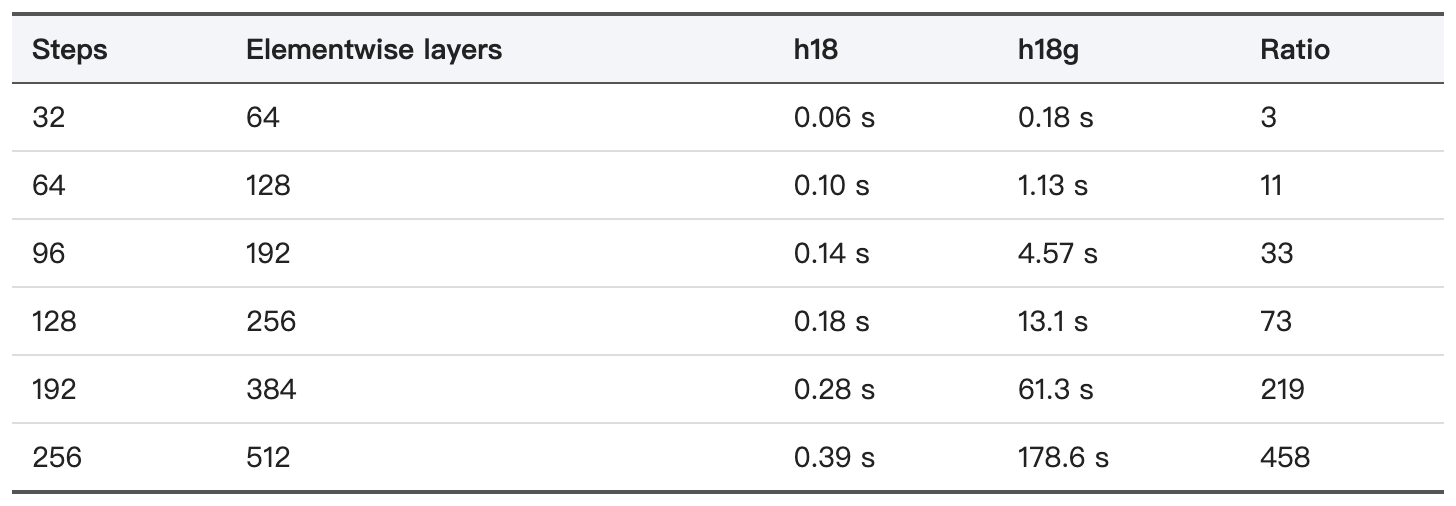 Steps Elementwise layers h18 h18g Ratio
32 64 0.06 s 0.18 s 3
64 128 0.10 s 1.13 s 11
96 192 0.14 s 4.57 s 33
128 256 0.18 s 13.1 s 73
192 384 0.28 s 61.3 s 219
256 512 0.39 s 178.6 s 458